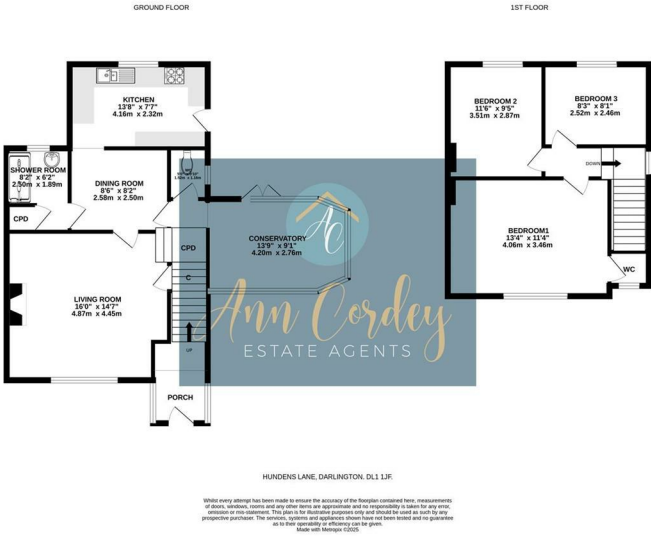 GROUND FLOOR
1ST FLOOR
KITCHEN
13'8" x 7'7"
4.16m x 2.32m
SHOWER ROOM
8'2" x 6'2"
2.50m x 1.89m
CPD
DINING ROOM
8'6" x 8'2"
2.58m x 2.50m
CPD
C
CONSERVATORY
13'9" x 9'1"
4.20m x 2.76m
LIVING ROOM
16'0" x 14'7"
4.87m x 4.45m
UP
PORCH
BEDROOM 2
11'6" x 9'5"
3.51m x 2.87m
BEDROOM 3
8'3" x 8'1"
2.52m x 2.46m
DOWN
BEDROOM1
13'4" x 11'4"
4.06m x 3.46m
WC
AC
Ann Cordey
ESTATE AGENTS
HUNDENS LANE, DARLINGTON. DL1 1JF.
Whilst every attempt has been made to ensure the accuracy of the floorplan contained here, measurements
of doors, windows, rooms and any other items are approximate and no responsibility is taken for any error,
omission or mis-statement. This plan is for illustrative purposes only and should be used as such by any
prospective purchaser. The services, systems and appliances shown have not been tested and no guarantee
as to their operability or efficiency can be given.
Made with Metropix ©2025